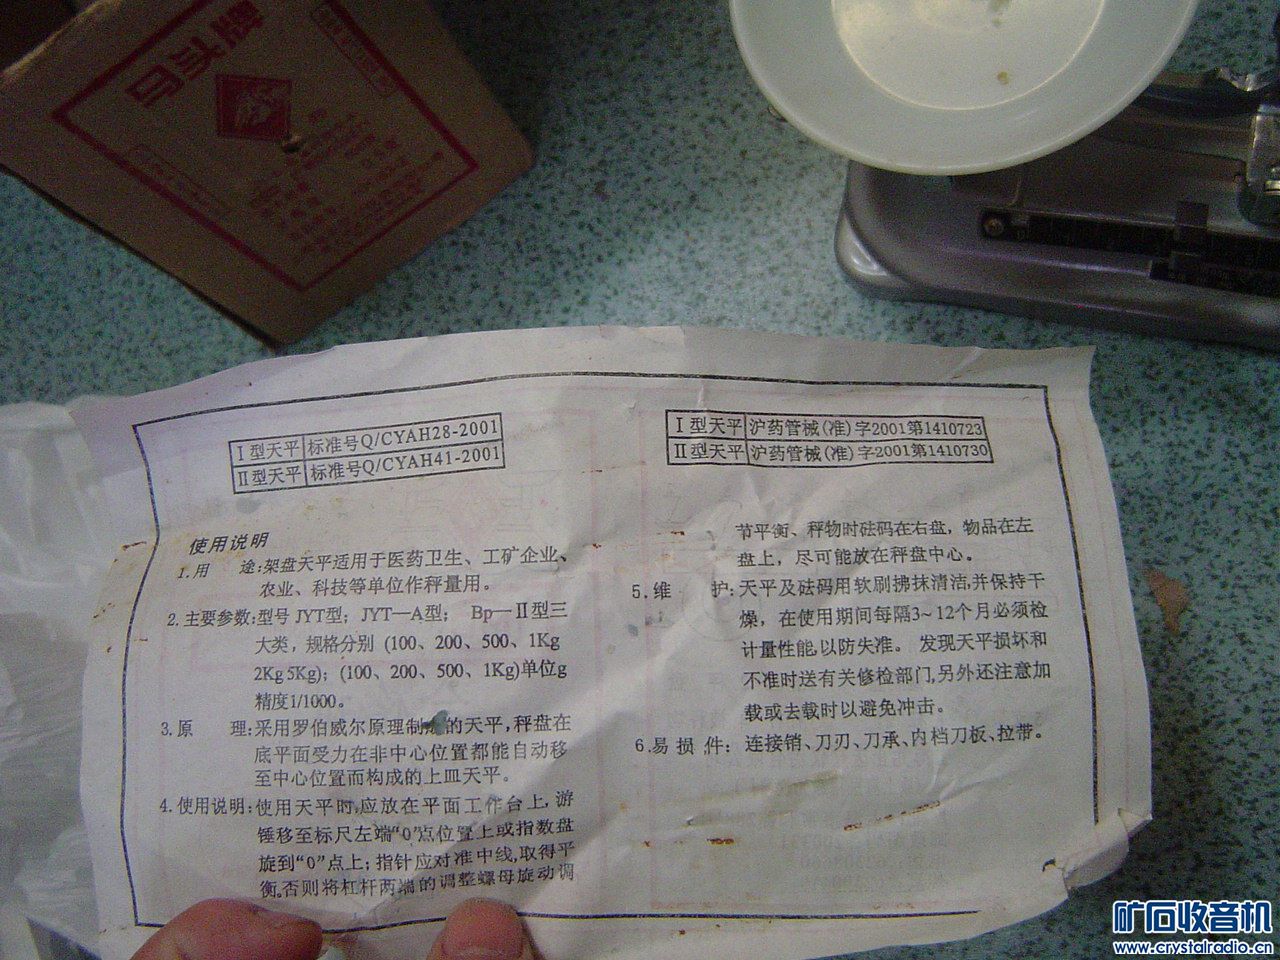 Ⅰ型天平 标准号Q/CYAH28-2001
Ⅱ型天平 标准号Q/CYAH41-2001
Ⅰ型天平 沪药管械(准)字2001第1410723
Ⅱ型天平 沪药管械(准)字2001第1410730
使用说明
1.用 途:架盘天平适用于医药卫生、工矿企业、
农业、科技等单位作秤量用。
2.主要参数:型号 JYT型; JYT—A型; Bp—Ⅱ型三
大类,规格分别 (100、200、500、1Kg
2Kg 5Kg); (100、200、500、1Kg)单位g
精度1/1000。
3.原 理:采用罗伯威尔原理制成的天平,秤盘在
底平面受力在非中心位置都能自动移
至中心位置而构成的上皿天平。
4.使用说明:使用天平时,应放在平面工作台上,游
锤移至标尺左端“0”点位置上或指数盘
旋到“0”点上;指针应对准中线,取得平
衡。否则将杠杆两端的调整螺母旋动调
节平衡、秤物时砝码在右盘,物品在左
盘上,尽可能放在秤盘中心。
5.维 护:天平及砝码用软刷拂抹清洁,并保持干
燥,在使用期间每隔3~12个月必须检
计量性能,以防失准。 发现天平损坏和
不准时送有关修检部门,另外还注意加
载或去载时以避免冲击。
6.易损件: 连接销、刀刃、刀承、内档刀板、拉带。
矿石收音机
www.crystalradio.cn